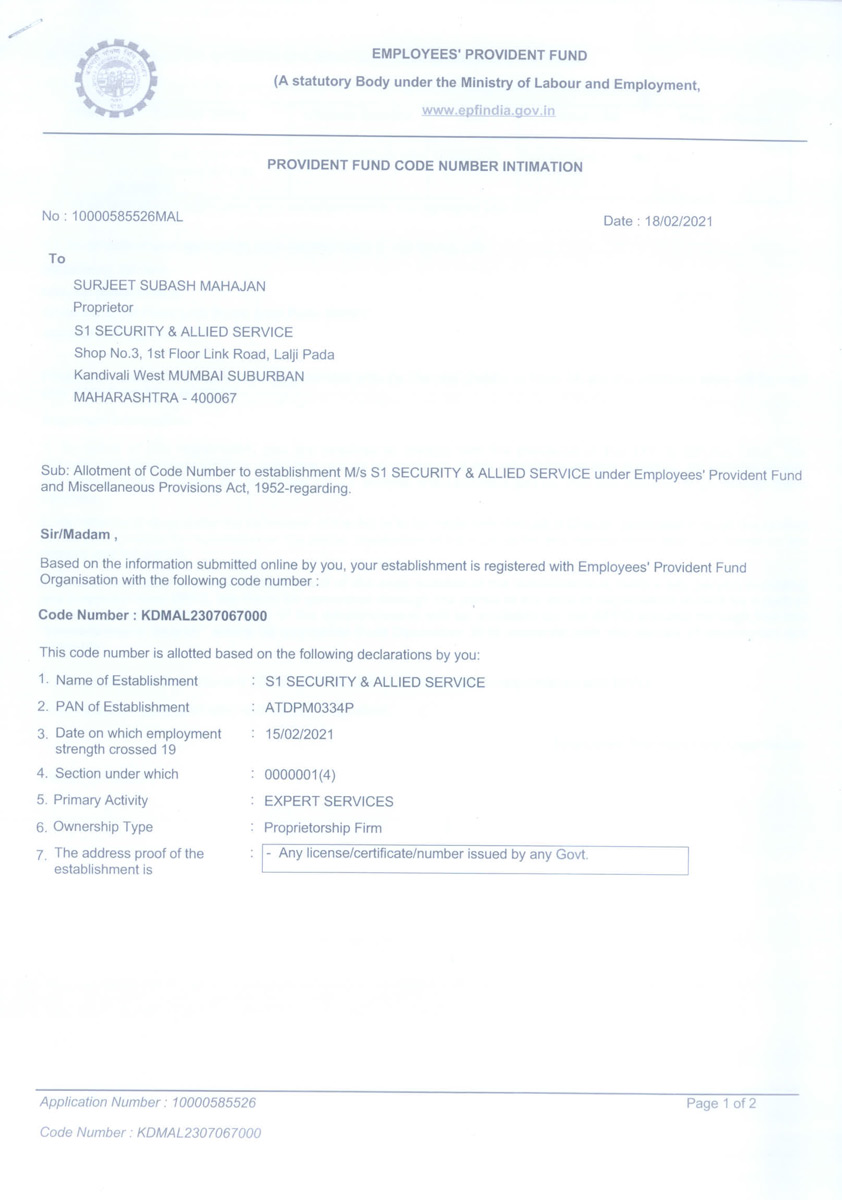 EMPLOYEES' PROVIDENT FUND
(A statutory Body under the Ministry of Labour and Employment,
www.epfindia.gov.in
PROVIDENT FUND CODE NUMBER INTIMATION
No : 10000585526MAL
Date : 18/02/2021
To
SURJEET SUBASH MAHAJAN
Proprietor
S1 SECURITY & ALLIED SERVICE
Shop No.3, 1st Floor Link Road, Lalji Pada
Kandivali West MUMBAI SUBURBAN
MAHARASHTRA - 400067
Sub: Allotment of Code Number to establishment M/s S1 SECURITY & ALLIED SERVICE under Employees' Provident Fund
and Miscellaneous Provisions Act, 1952-regarding.
Sir/Madam ,
Based on the information submitted online by you, your establishment is registered with Employees' Provident Fund
Organisation with the following code number :
Code Number : KDMAL2307067000
This code number is allotted based on the following declarations by you:
1. Name of Establishment : S1 SECURITY & ALLIED SERVICE
2. PAN of Establishment : ATDPM0334P
3. Date on which employment : 15/02/2021
strength crossed 19
4. Section under which : 0000001(4)
5. Primary Activity : EXPERT SERVICES
6. Ownership Type : Proprietorship Firm
7. The address proof of the : - Any license/certificate/number issued by any Govt.
establishment is
Application Number : 10000585526
Page 1 of 2
Code Number : KDMAL2307067000